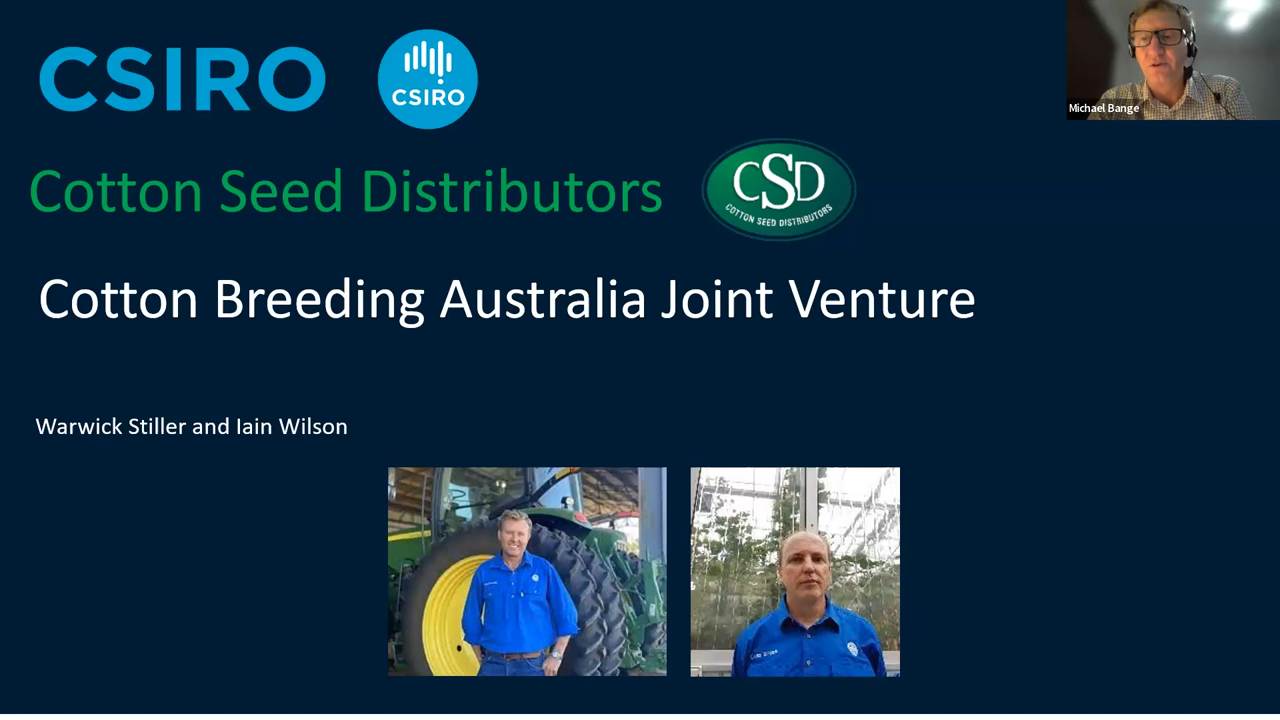 CSIRO
CSIRO
Michael Bange
Cotton Seed Distributors
CSD
COTTON SEED DISTRIBUTORS
Cotton Breeding Australia Joint Venture
Warwick Stiller and Iain Wilson